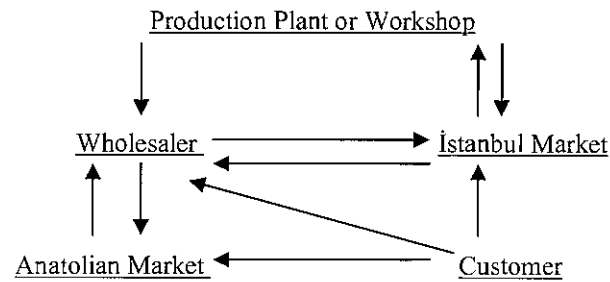 Production Plant or Workshop
Wholesaler
İstanbul Market
Anatolian Market
Customer